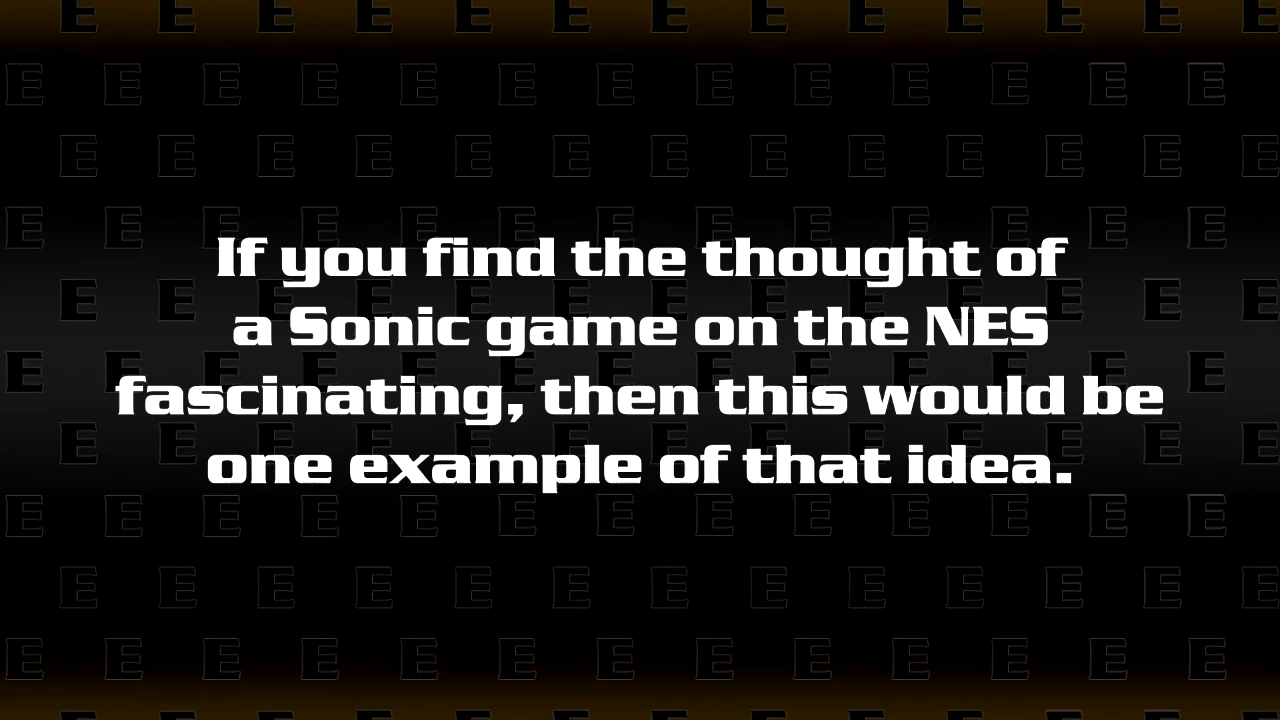 If you find the thought of
a Sonic game on the NES
fascinating, then this would be
one example of that idea.